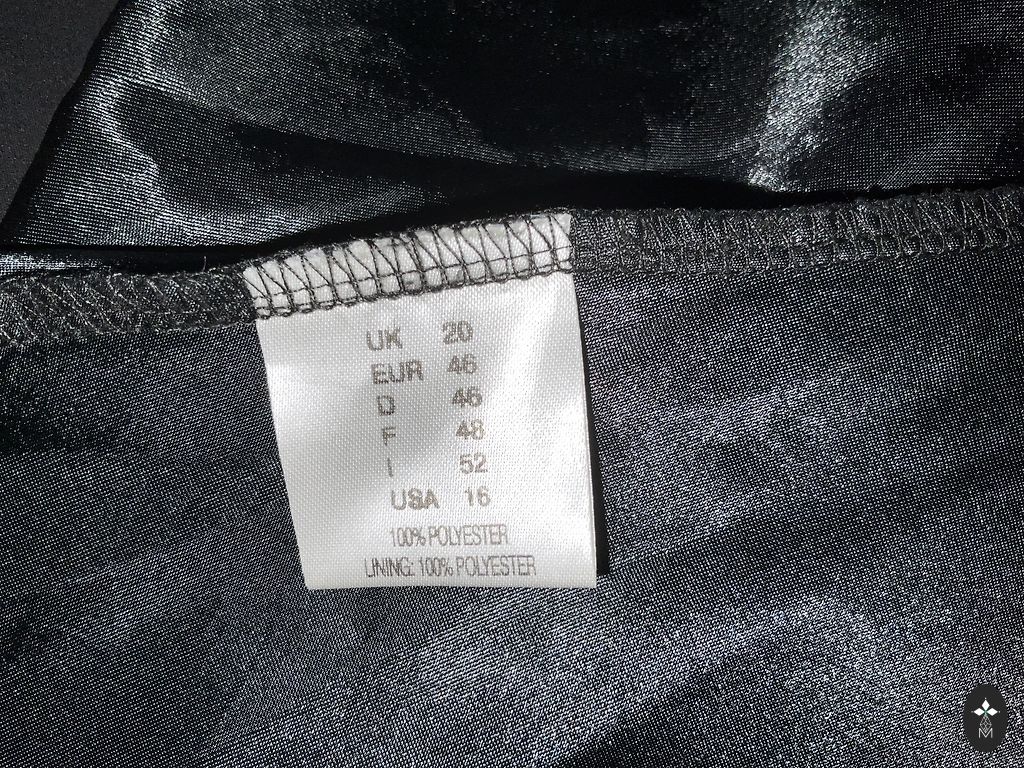 UK 20
EUR 46
D 46
F 48
I 52
USA 16
100% POLYESTER
LINING: 100% POLYESTER
M